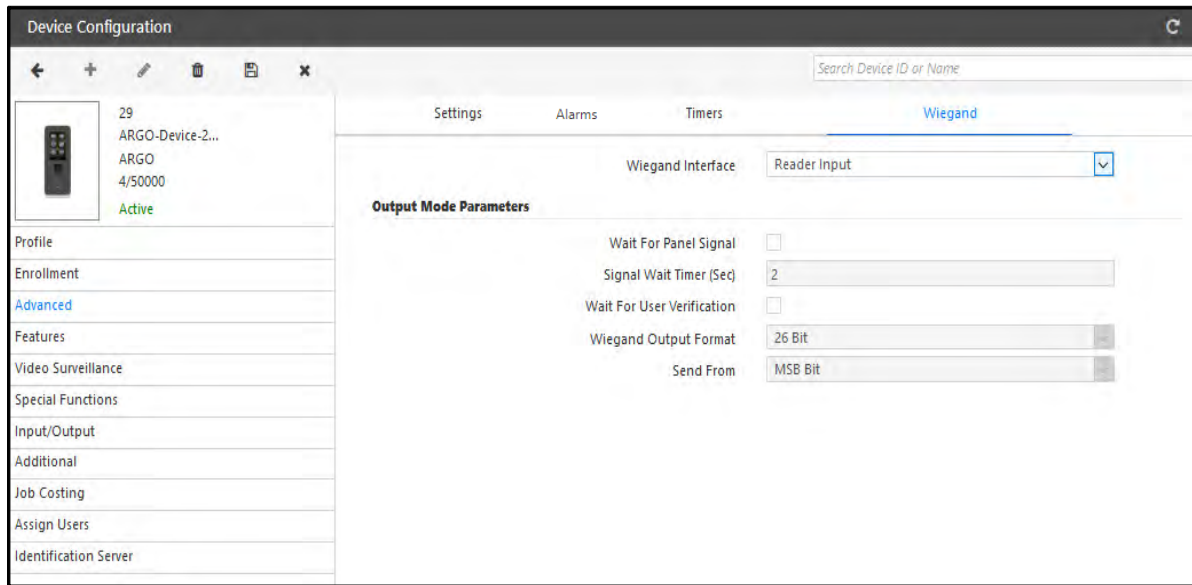 Device Configuration
Search Device ID or Name
29
ARGO-Device-2...
ARGO
4/50000
Active
Profile
Enrollment
Advanced
Features
Video Surveillance
Special Functions
Input/Output
Additional
Job Costing
Assign Users
Identification Server
Settings Alarms Timers Wiegand
Wiegand Interface Reader Input
Output Mode Parameters
Wait For Panel Signal
Signal Wait Timer (Sec) 2
Wait For User Verification
Wiegand Output Format 26 Bit
Send From MSB Bit